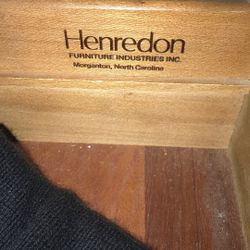 Henredon
FURNITURE INDUSTRIES INC.
Morganton, North Carolina